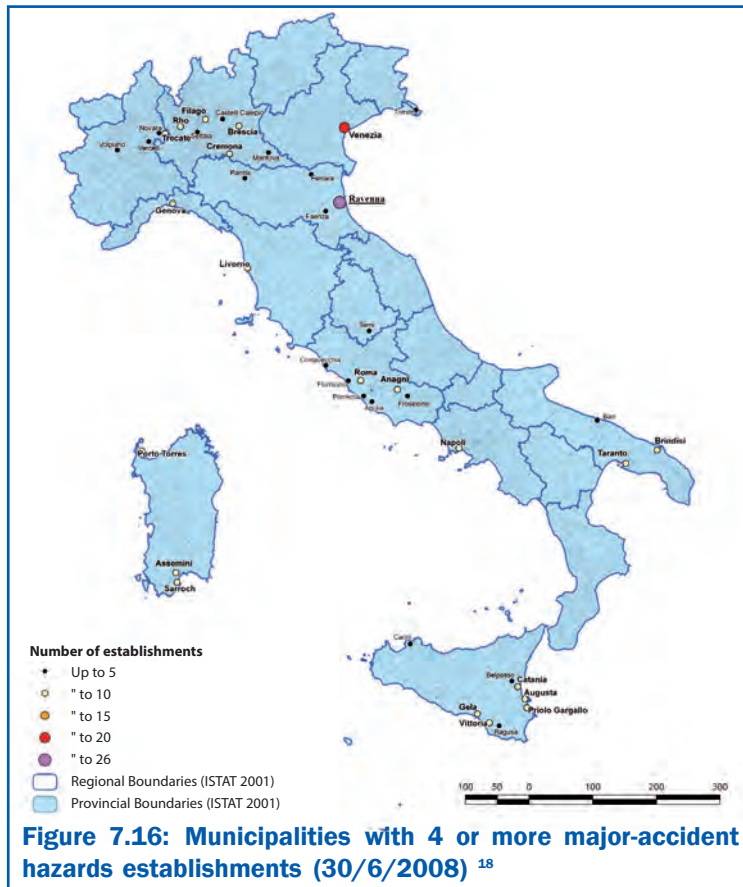 Trieste
Castelli Calepio
Filago
Rho
Novara
Brescia
Venezia
Trecate
Vercelli
Volpiano
Cremona
Mantova
Parma
Ferrara
Ravenna
Genova
Faenza
Livorno
Terni
Civitavecchia
Roma
Anagni
Fiumicino
Pomezia
Aprilia
Frosinone
Bari
Napoli
Brindisi
Taranto
Porto-Torres
Assemini
Sarroch
Carini
Belpasso
Catania
Augusta
Gela
Priolo Gargallo
Vittoria
Ragusa
Number of establishments
Up to 5
" to 10
" to 15
" to 20
" to 26
Regional Boundaries (ISTAT 2001)
Provincial Boundaries (ISTAT 2001)
100 50 0 100 200 300
Figure 7.16: Municipalities with 4 or more major-accident
hazards establishments (30/6/2008) 18